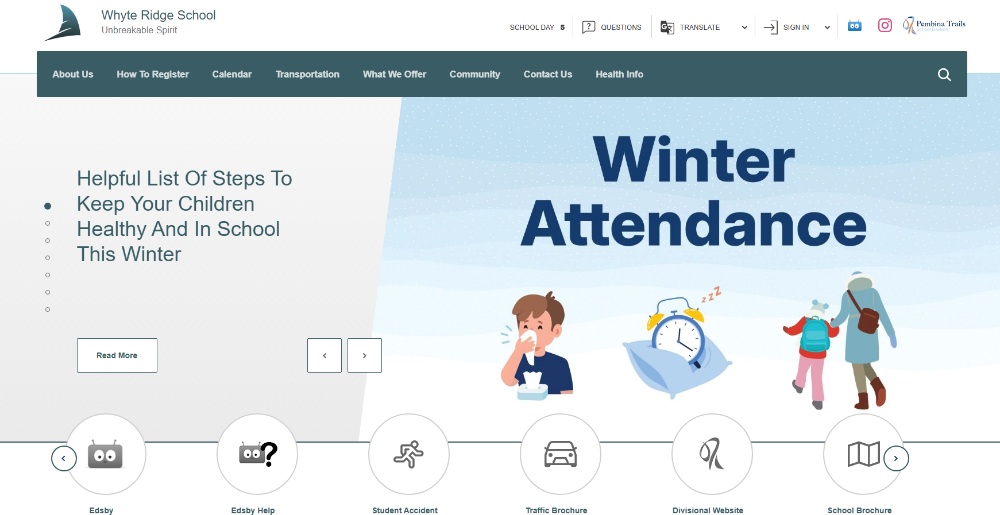 Whyte Ridge School
Unbreakable Spirit
SCHOOL DAY 5
QUESTIONS
TRANSLATE
SIGN IN
Pembina Trails
School Division
About Us
How To Register
Calendar
Transportation
What We Offer
Community
Contact Us
Health Info
Helpful List Of Steps To
Keep Your Children
Healthy And In School
This Winter
Read More
Winter
Attendance
z z Z
Edsby
Edsby Help
Student Accident
Traffic Brochure
Divisional Website
School Brochure